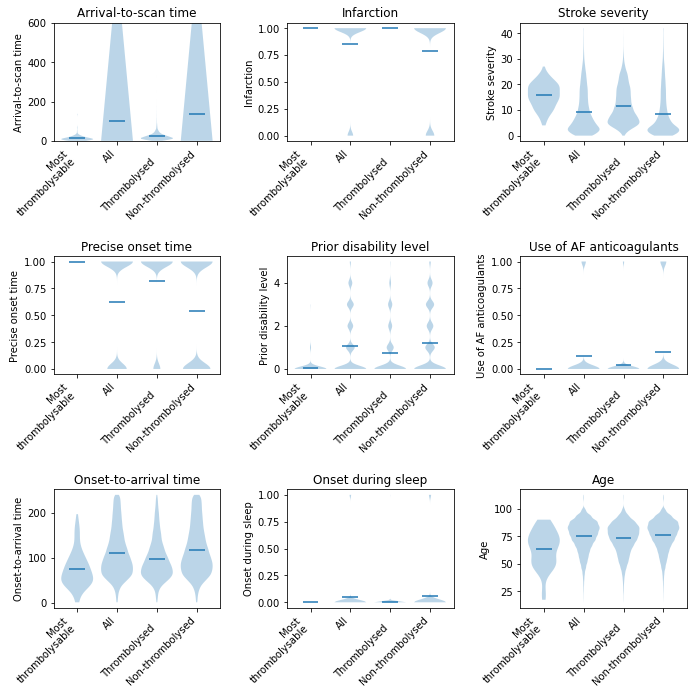 Arrival-to-scan time
Infarction
Stroke severity
Arrival-to-scan time
600
400
200
0
Infarction
1.00
0.75
0.50
0.25
0.00
Stroke severity
40
30
20
10
0
Most
thrombolysable
All
Thrombolysed
Non-thrombolysed
Most
thrombolysable
All
Thrombolysed
Non-thrombolysed
Most
thrombolysable
All
Thrombolysed
Non-thrombolysed
Precise onset time
Prior disability level
Use of AF anticoagulants
Precise onset time
1.00
0.75
0.50
0.25
0.00
Prior disability level
4
2
0
Use of AF anticoagulants
1.00
0.75
0.50
0.25
0.00
Most
thrombolysable
All
Thrombolysed
Non-thrombolysed
Most
thrombolysable
All
Thrombolysed
Non-thrombolysed
Most
thrombolysable
All
Thrombolysed
Non-thrombolysed
Onset-to-arrival time
Onset during sleep
Age
Onset-to-arrival time
200
100
0
Onset during sleep
1.00
0.75
0.50
0.25
0.00
Age
100
75
50
25
Most
thrombolysable
All
Thrombolysed
Non-thrombolysed
Most
thrombolysable
All
Thrombolysed
Non-thrombolysed
Most
thrombolysable
All
Thrombolysed
Non-thrombolysed